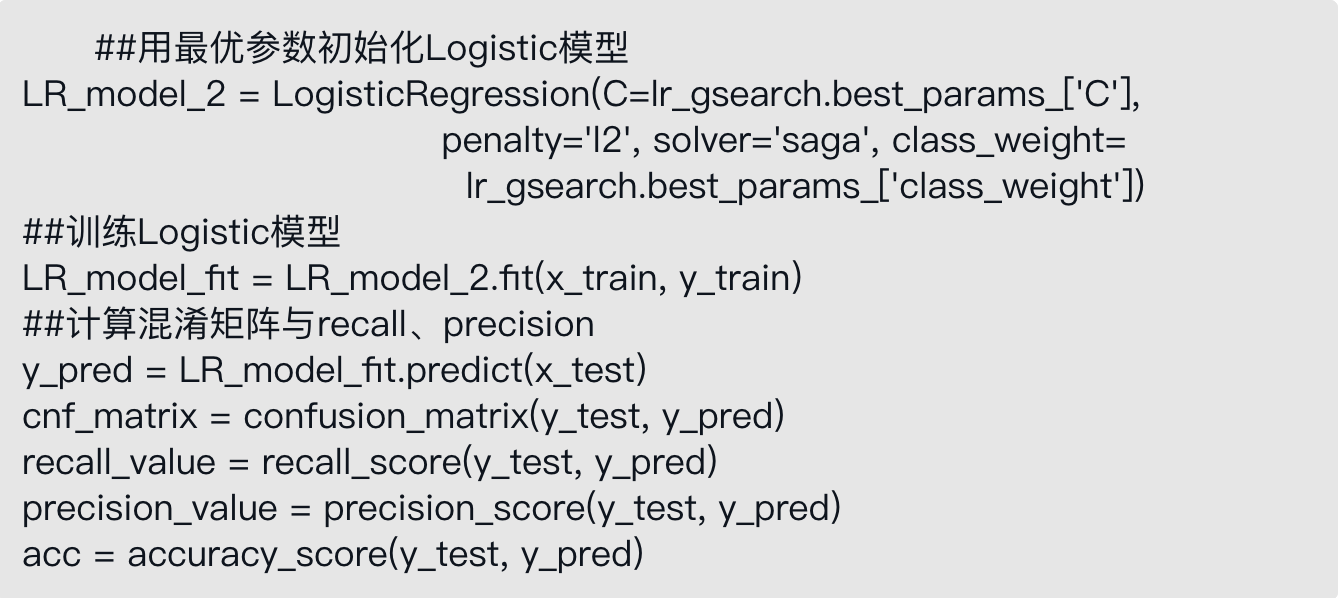 ##用最优参数初始化Logistic模型
LR_model_2 = LogisticRegression(C=lr_gsearch.best_params_['C'],
penalty='l2', solver='saga', class_weight=
lr_gsearch.best_params_['class_weight'])
##训练Logistic模型
LR_model_fit = LR_model_2.fit(x_train, y_train)
##计算混淆矩阵与recall、precision
y_pred = LR_model_fit.predict(x_test)
cnf_matrix = confusion_matrix(y_test, y_pred)
recall_value = recall_score(y_test, y_pred)
precision_value = precision_score(y_test, y_pred)
acc = accuracy_score(y_test, y_pred)